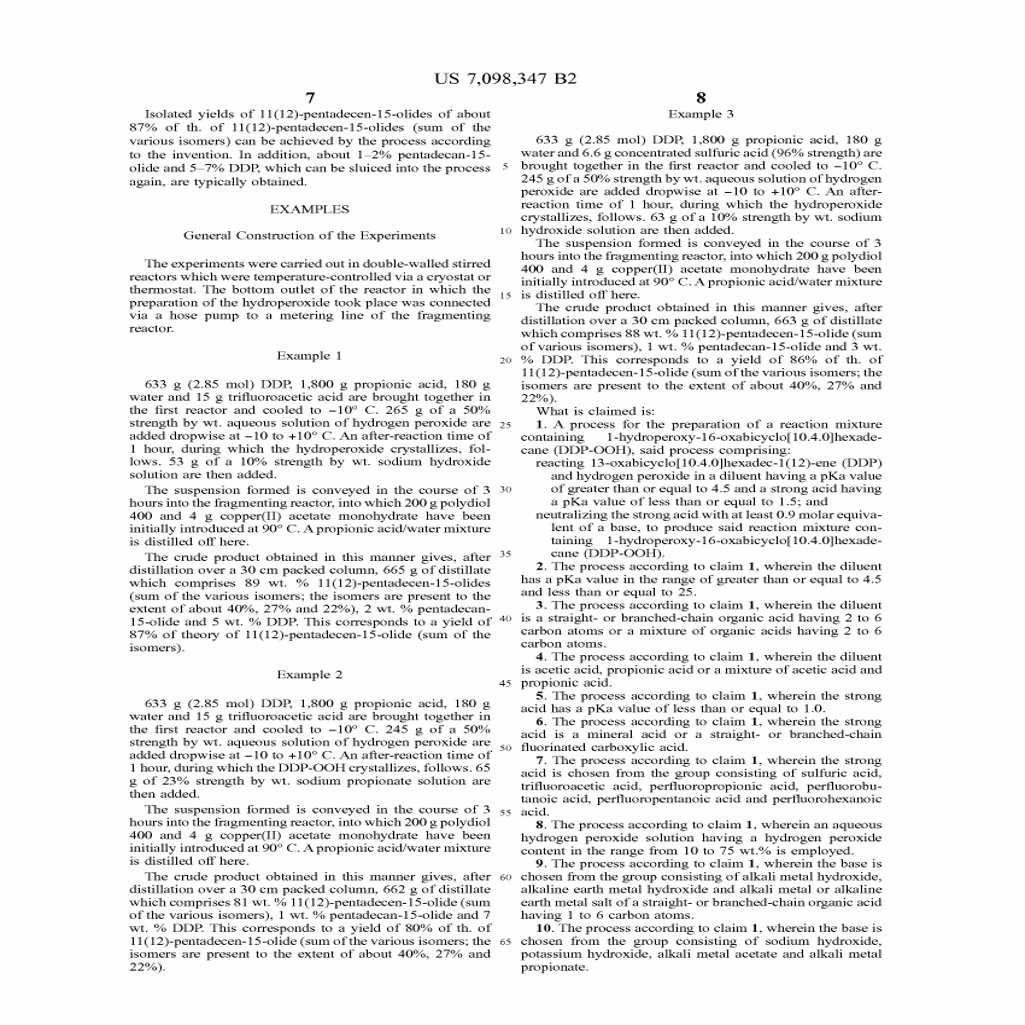 US 7,098,347 B2
7
Isolated yields of 11(12)-pentadecen-15-olides of about
87% of th. of 11(12)-pentadecen-15-olides (sum of the
various isomers) can be achieved by the process according
to the invention. In addition, about 1–2% pentadecan-15-
olide and 5–7% DDP, which can be sluiced into the process
again, are typically obtained.
EXAMPLES
General Construction of the Experiments
The experiments were carried out in double-walled stirred
reactors which were temperature-controlled via a cryostat or
thermostat. The bottom outlet of the reactor in which the
preparation of the hydroperoxide took place was connected
via a hose pump to a metering line of the fragmenting
reactor.
Example 1
633 g (2.85 mol) DDP, 1,800 g propionic acid, 180 g
water and 15 g trifluoroacetic acid are brought together in
the first reactor and cooled to −10° C. 265 g of a 50%
strength by wt. aqueous solution of hydrogen peroxide are
added dropwise at −10 to +10° C. An after-reaction time of
1 hour, during which the hydroperoxide crystallizes, fol-
lows. 53 g of a 10% strength by wt. sodium hydroxide
solution are then added.
The suspension formed is conveyed in the course of 3
hours into the fragmenting reactor, into which 200 g polydiol
400 and 4 g copper(II) acetate monohydrate have been
initially introduced at 90° C. A propionic acid/water mixture
is distilled off here.
The crude product obtained in this manner gives, after
distillation over a 30 cm packed column, 665 g of distillate
which comprises 89 wt. % 11(12)-pentadecen-15-olides
(sum of the various isomers; the isomers are present to the
extent of about 40%, 27% and 22%), 2 wt. % pentadecan-
15-olide and 5 wt. % DDP. This corresponds to a yield of
87% of theory of 11(12)-pentadecen-15-olide (sum of the
isomers).
Example 2
633 g (2.85 mol) DDP, 1,800 g propionic acid, 180 g
water and 15 g trifluoroacetic acid are brought together in
the first reactor and cooled to −10° C. 245 g of a 50%
strength by wt. aqueous solution of hydrogen peroxide are
added dropwise at −10 to +10° C. An after-reaction time of
1 hour, during which the DDP-OOH crystallizes, follows. 65
g of 23% strength by wt. sodium propionate solution are
then added.
The suspension formed is conveyed in the course of 3
hours into the fragmenting reactor, into which 200 g polydiol
400 and 4 g copper(II) acetate monohydrate have been
initially introduced at 90° C. A propionic acid/water mixture
is distilled off here.
The crude product obtained in this manner gives, after
distillation over a 30 cm packed column, 662 g of distillate
which comprises 81 wt. % 11(12)-pentadecen-15-olide (sum
of the various isomers), 1 wt. % pentadecan-15-olide and 7
wt. % DDP. This corresponds to a yield of 80% of th. of
11(12)-pentadecen-15-olide (sum of the various isomers; the
isomers are present to the extent of about 40%, 27% and
22%).
5
10
15
20
25
30
35
40
45
50
55
60
65
8
Example 3
633 g (2.85 mol) DDP, 1,800 g propionic acid, 180 g
water and 6.6 g concentrated sulfuric acid (96% strength) are
brought together in the first reactor and cooled to −10° C.
245 g of a 50% strength by wt. aqueous solution of hydrogen
peroxide are added dropwise at −10 to +10° C. An after-
reaction time of 1 hour, during which the hydroperoxide
crystallizes, follows. 63 g of a 10% strength by wt. sodium
hydroxide solution are then added.
The suspension formed is conveyed in the course of 3
hours into the fragmenting reactor, into which 200 g polydiol
400 and 4 g copper(II) acetate monohydrate have been
initially introduced at 90° C. A propionic acid/water mixture
is distilled off here.
The crude product obtained in this manner gives, after
distillation over a 30 cm packed column, 663 g of distillate
which comprises 88 wt. % 11(12)-pentadecen-15-olide (sum
of various isomers), 1 wt. % pentadecan-15-olide and 3 wt.
% DDP. This corresponds to a yield of 86% of th. of
11(12)-pentadecen-15-olide (sum of the various isomers; the
isomers are present to the extent of about 40%, 27% and
22%).
What is claimed is:
1. A process for the preparation of a reaction mixture
containing 1-hydroperoxy-16-oxabicyclo[10.4.0]hexade-
cane (DDP-OOH), said process comprising:
reacting 13-oxabicyclo[10.4.0]hexadec-1(12)-ene (DDP)
and hydrogen peroxide in a diluent having a pKa value
of greater than or equal to 4.5 and a strong acid having
a pKa value of less than or equal to 1.5; and
neutralizing the strong acid with at least 0.9 molar equiva-
lent of a base, to produce said reaction mixture con-
taining 1-hydroperoxy-16-oxabicyclo[10.4.0]hexade-
cane (DDP-OOH).
2. The process according to claim 1, wherein the diluent
has a pKa value in the range of greater than or equal to 4.5
and less than or equal to 25.
3. The process according to claim 1, wherein the diluent
is a straight- or branched-chain organic acid having 2 to 6
carbon atoms or a mixture of organic acids having 2 to 6
carbon atoms.
4. The process according to claim 1, wherein the diluent
is acetic acid, propionic acid or a mixture of acetic acid and
propionic acid.
5. The process according to claim 1, wherein the strong
acid has a pKa value of less than or equal to 1.0.
6. The process according to claim 1, wherein the strong
acid is a mineral acid or a straight- or branched-chain
fluorinated carboxylic acid.
7. The process according to claim 1, wherein the strong
acid is chosen from the group consisting of sulfuric acid,
trifluoroacetic acid, perfluoropropionic acid, perfluorobu-
tanoic acid, perfluoropentanoic acid and perfluorohexanoic
acid.
8. The process according to claim 1, wherein an aqueous
hydrogen peroxide solution having a hydrogen peroxide
content in the range from 10 to 75 wt.% is employed.
9. The process according to claim 1, wherein the base is
chosen from the group consisting of alkali metal hydroxide,
alkaline earth metal hydroxide and alkali metal or alkaline
earth metal salt of a straight- or branched-chain organic acid
having 1 to 6 carbon atoms.
10. The process according to claim 1, wherein the base is
chosen from the group consisting of sodium hydroxide,
potassium hydroxide, alkali metal acetate and alkali metal
propionate.